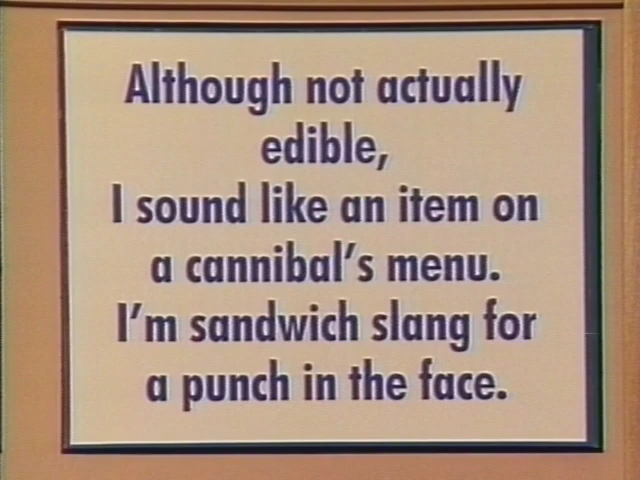 Although not actually
edible,
I sound like an item on
a cannibal's menu.
I'm sandwich slang for
a punch in the face.